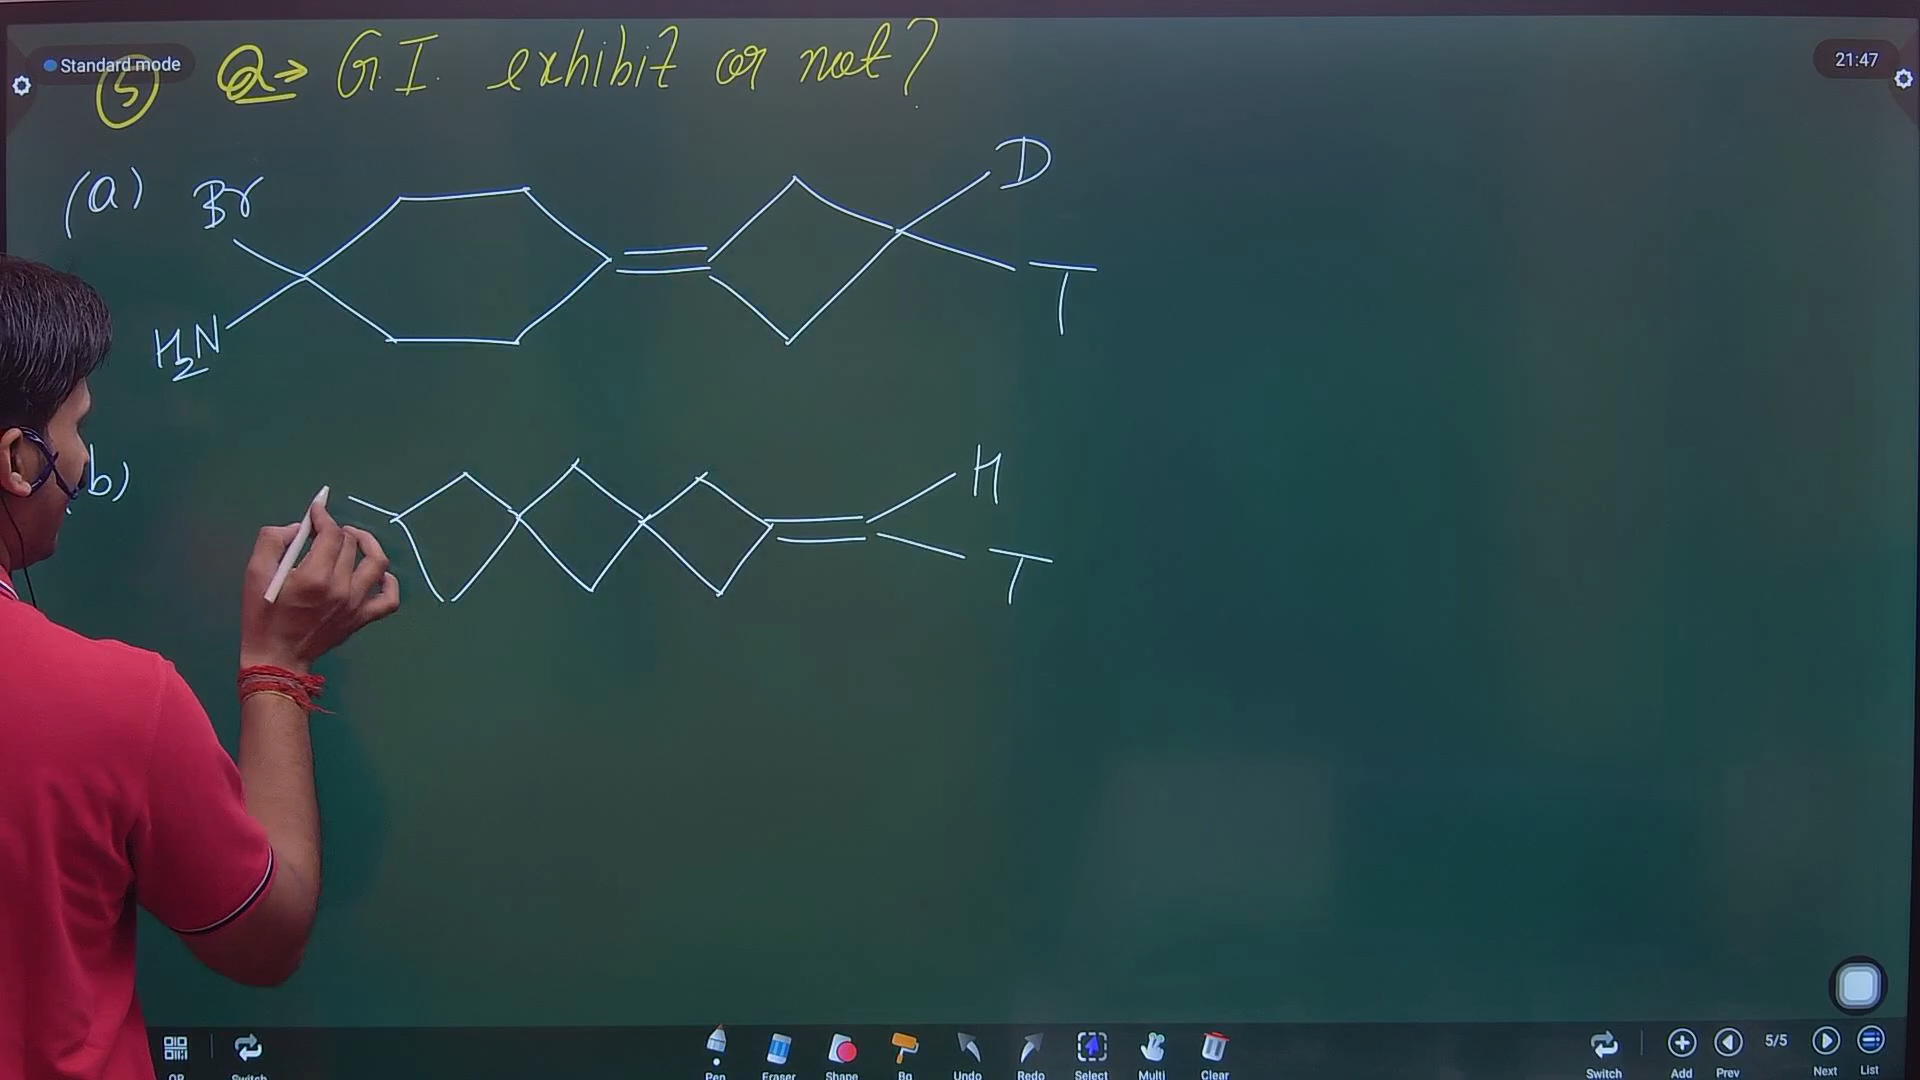 Standard mode
21:47
(5) Q→ G.I. exhibit or not?
(a) Br
D
H₂N
T
b)
H
T
5/5
Switch
Pen Eraser Shape Bg Undo Redo Select Multi Clear
Switch Add Prev Next List